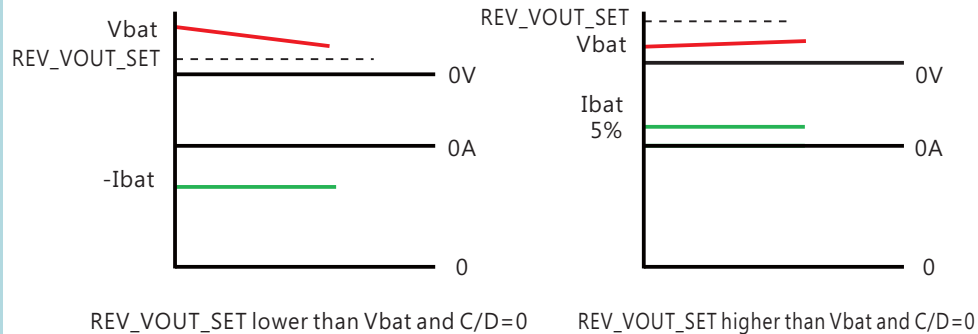 Vbat
REV_VOUT_SET
0V
0A
-Ibat
0
REV_VOUT_SET lower than Vbat and C/D=0
REV_VOUT_SET
Vbat
0V
Ibat
5%
0A
0
REV_VOUT_SET higher than Vbat and C/D=0